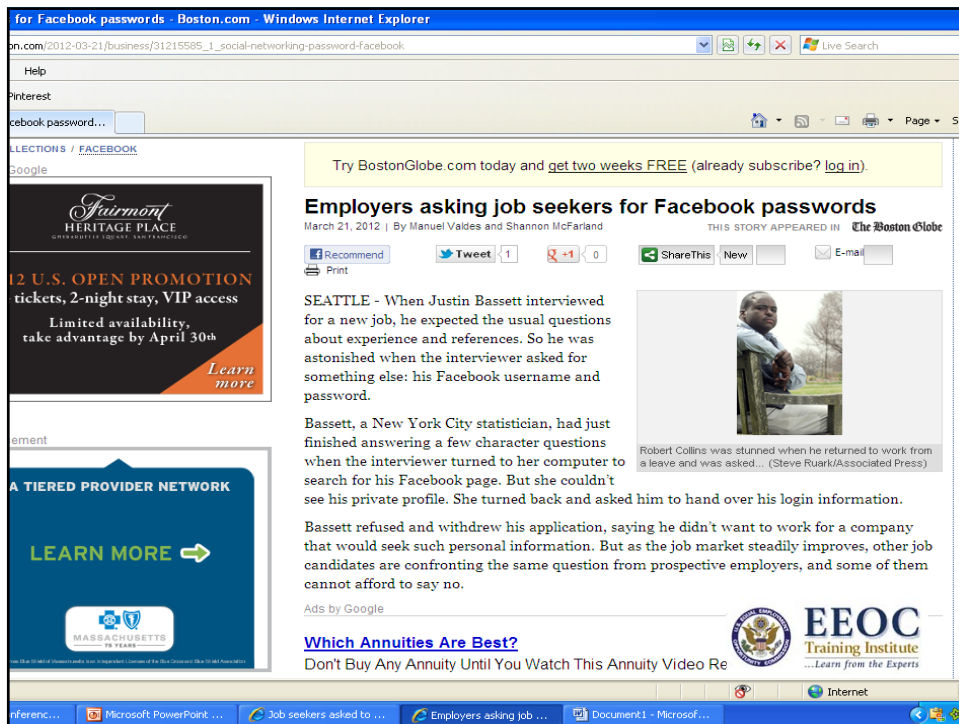 for Facebook passwords - Boston.com - Windows Internet Explorer
on.com/2012-03-21/business/31215585_1_social-networking-password-facebook
Live Search
Help
Pinterest
cebook password...
Page
S
LLECTIONS / FACEBOOK
Google
Try BostonGlobe.com today and get two weeks FREE (already subscribe? log in).
Fairmont
HERITAGE PLACE
GHIRARDELLI SQUARE, SAN FRANCISCO
12 U.S. OPEN PROMOTION
tickets, 2-night stay, VIP access
Limited availability,
take advantage by April 30th
Learn
more
Employers asking job seekers for Facebook passwords
March 21, 2012 | By Manuel Valdes and Shannon McFarland
THIS STORY APPEARED IN The Boston Globe
Recommend
Tweet 1
+1 0
ShareThis New
E-mail
Print
SEATTLE - When Justin Bassett interviewed
for a new job, he expected the usual questions
about experience and references. So he was
astonished when the interviewer asked for
something else: his Facebook username and
password.
Robert Collins was stunned when he returned to work from
a leave and was asked... (Steve Ruark/Associated Press)
Bassett, a New York City statistician, had just
finished answering a few character questions
when the interviewer turned to her computer to
search for his Facebook page. But she couldn't
see his private profile. She turned back and asked him to hand over his login information.
Bassett refused and withdrew his application, saying he didn't want to work for a company
that would seek such personal information. But as the job market steadily improves, other job
candidates are confronting the same question from prospective employers, and some of them
cannot afford to say no.
ement
A TIERED PROVIDER NETWORK
LEARN MORE
MASSACHUSETTS
75 YEARS
Ads by Google
Which Annuities Are Best?
Don't Buy Any Annuity Until You Watch This Annuity Video Re
EEOC
Training Institute
...Learn from the Experts
Internet
nferenc...
Microsoft PowerPoint ...
Job seekers asked to ...
Employers asking job ...
Document1 - Microsof...